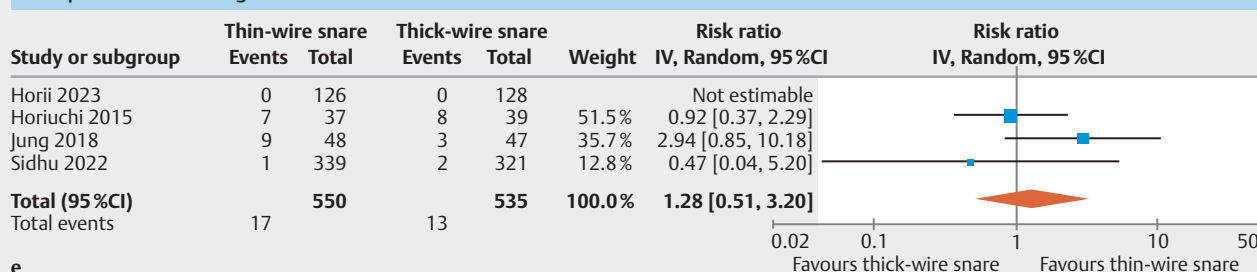 Thin-wire snare Thick-wire snare Risk ratio Risk ratio
Study or subgroup Events Total Events Total Weight IV, Random, 95 %CI IV, Random, 95 %CI
Horii 2023 0 126 0 128 Not estimable
Horiuchi 2015 7 37 8 39 51.5 % 0.92 [0.37, 2.29]
Jung 2018 9 48 3 47 35.7 % 2.94 [0.85, 10.18]
Sidhu 2022 1 339 2 321 12.8 % 0.47 [0.04, 5.20]
Total (95 %CI) 550 535 100.0 % 1.28 [0.51, 3.20]
Total events 17 13
0.02 0.1 1 10 50
e Favours thick-wire snare Favours thin-wire snare